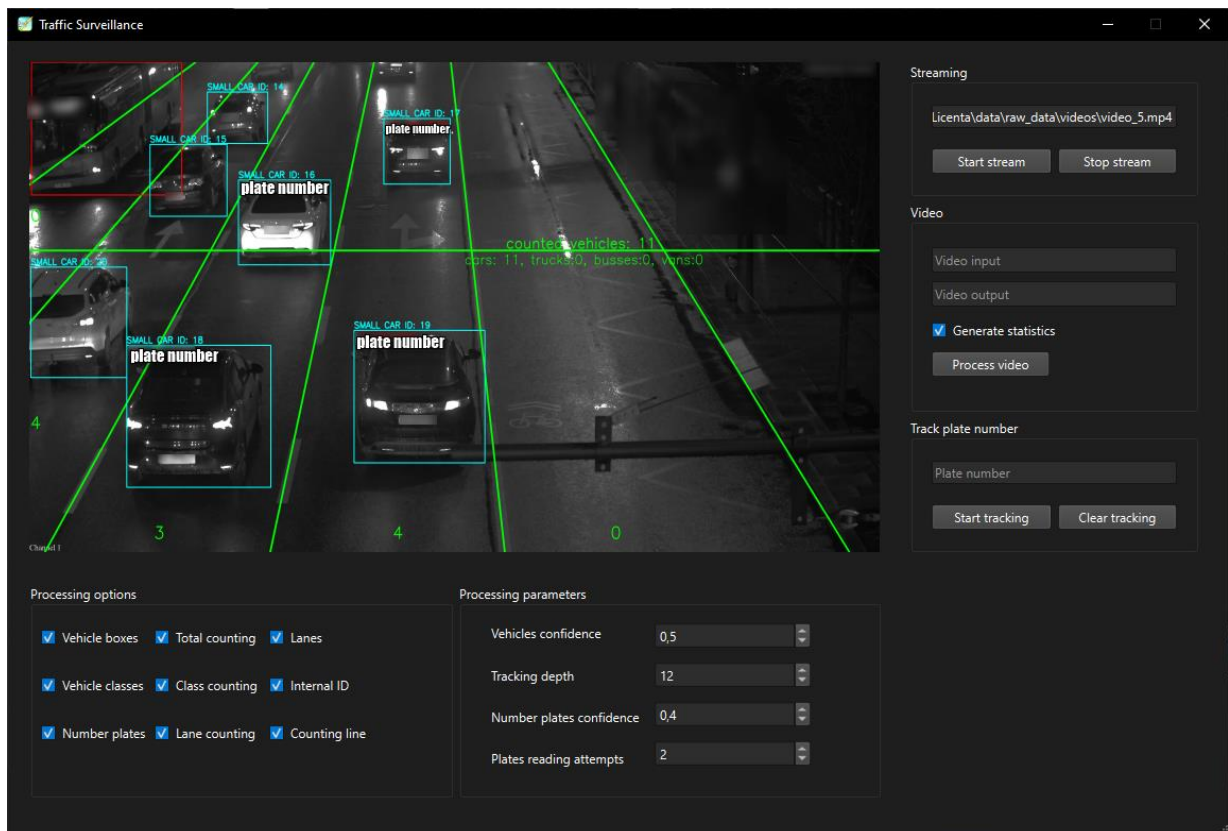 Traffic Surveillance
SMALL CAR ID: 14
SMALL CAR ID: 17
plate number.
SMALL CAR ID: 15
SMALL CAR ID: 16
plate number
0
counted vehicles: 11
cars: 11, trucks:0, busses:0, vans:0
SMALL CAR ID: 20
SMALL CAR ID: 18
plate number
SMALL CAR ID: 19
plate number
4
3
4
0
Channel 1
Streaming
Licenta\data\raw_data\videos\video_5.mp4
Start stream
Stop stream
Video
Video input
Video output
Generate statistics
Process video
Track plate number
Plate number
Start tracking
Clear tracking
Processing options
Vehicle boxes
Total counting
Lanes
Vehicle classes
Class counting
Internal ID
Number plates
Lane counting
Counting line
Processing parameters
Vehicles confidence
0,5
Tracking depth
12
Number plates confidence
0,4
Plates reading attempts
2